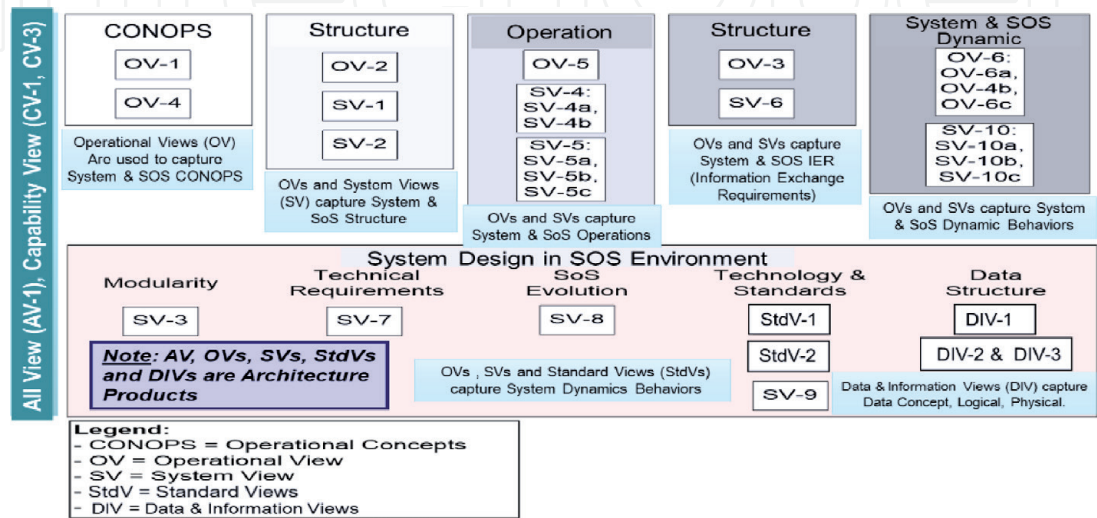 All View (AV-1), Capability View (CV-1, CV-3)
CONOPS
OV-1
OV-4
Operational Views (OV)
Are used to capture
System & SOS CONOPS
Structure
OV-2
SV-1
SV-2
OVs and System Views
(SV) capture System &
SoS Structure
Operation
OV-5
SV-4:
SV-4a,
SV-4b
SV-5:
SV-5a,
SV-5b,
SV-5c
OVs and SVs capture
System & SoS Operations
Structure
OV-3
SV-6
OVs and SVs capture
System & SOS IER
(Information Exchange
Requirements)
System & SOS
Dynamic
OV-6:
OV-6a,
OV-4b,
OV-6c
SV-10:
SV-10a,
SV-10b,
SV-10c
OVs and SVs capture System
& SoS Dynamic Behaviors
System Design in SOS Environment
Modularity
SV-3
Technical
Requirements
SV-7
SoS
Evolution
SV-8
Technology &
Standards
StdV-1
StdV-2
SV-9
Data
Structure
DIV-1
DIV-2 & DIV-3
Note: AV, OVs, SVs, StdVs
and DIVs are Architecture
Products
OVs , SVs and Standard Views (StdVs)
capture System Dynamics Behaviors
Data & Information Views (DIV) capture
Data Concept, Logical, Physical.
Legend:
- CONOPS = Operational Concepts
- OV = Operational View
- SV = System View
- StdV = Standard Views
- DIV = Data & Information Views